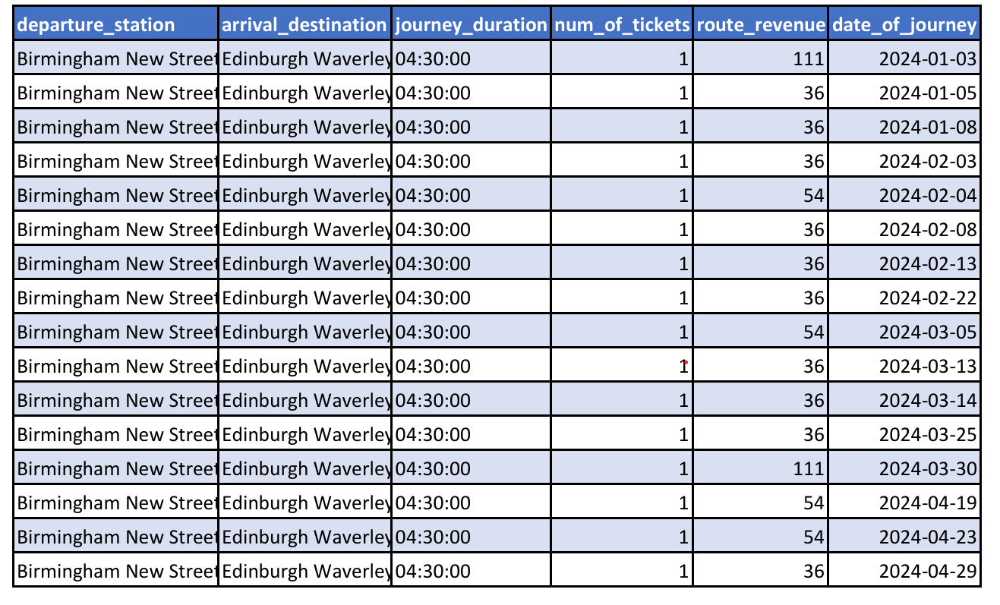 departure_station arrival_destination journey_duration num_of_tickets route_revenue date_of_journey
Birmingham New Street Edinburgh Waverley 04:30:00 1 111 2024-01-03
Birmingham New Street Edinburgh Waverley 04:30:00 1 36 2024-01-05
Birmingham New Street Edinburgh Waverley 04:30:00 1 36 2024-01-08
Birmingham New Street Edinburgh Waverley 04:30:00 1 36 2024-02-03
Birmingham New Street Edinburgh Waverley 04:30:00 1 54 2024-02-04
Birmingham New Street Edinburgh Waverley 04:30:00 1 36 2024-02-08
Birmingham New Street Edinburgh Waverley 04:30:00 1 36 2024-02-13
Birmingham New Street Edinburgh Waverley 04:30:00 1 36 2024-02-22
Birmingham New Street Edinburgh Waverley 04:30:00 1 54 2024-03-05
Birmingham New Street Edinburgh Waverley 04:30:00 1 36 2024-03-13
Birmingham New Street Edinburgh Waverley 04:30:00 1 36 2024-03-14
Birmingham New Street Edinburgh Waverley 04:30:00 1 36 2024-03-25
Birmingham New Street Edinburgh Waverley 04:30:00 1 111 2024-03-30
Birmingham New Street Edinburgh Waverley 04:30:00 1 54 2024-04-19
Birmingham New Street Edinburgh Waverley 04:30:00 1 54 2024-04-23
Birmingham New Street Edinburgh Waverley 04:30:00 1 36 2024-04-29